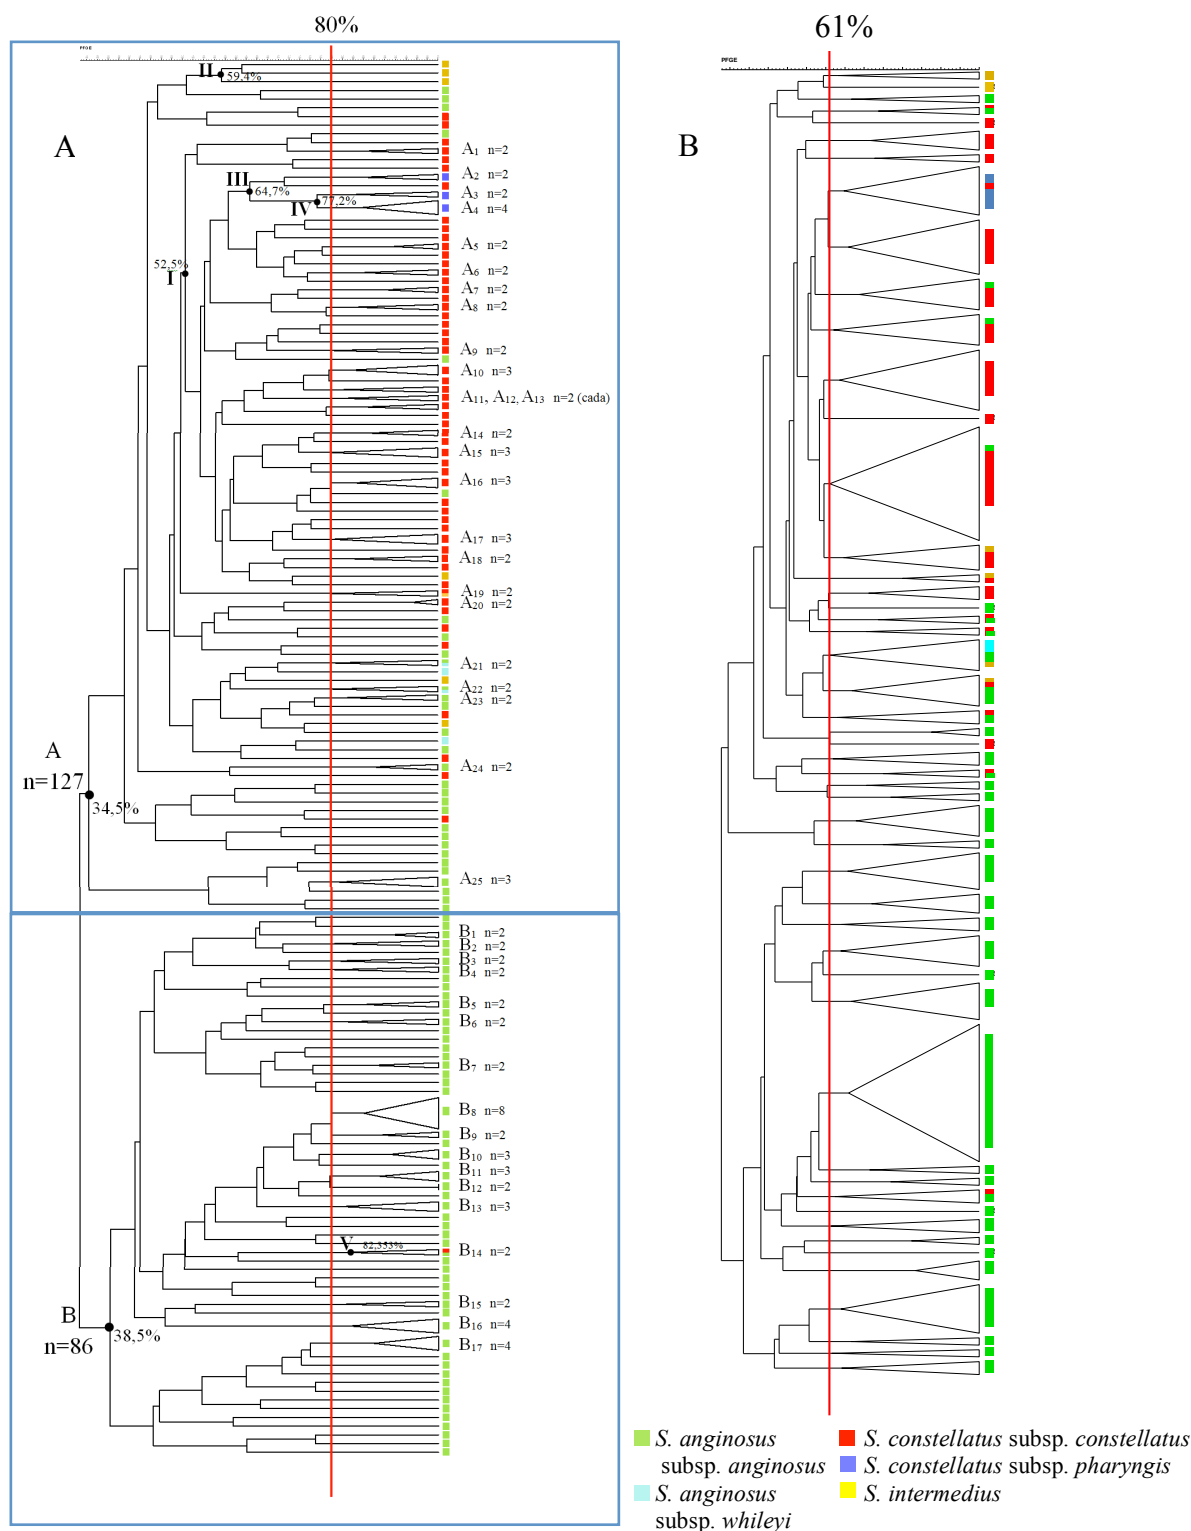 80%
61%
PFGE
PFGE
A
B
II
59,4%
A1 n=2
III
64,7%
A2 n=2
IV
77,2%
A3 n=2
A4 n=4
52,5%
I
A5 n=2
A6 n=2
A7 n=2
A8 n=2
A9 n=2
A10 n=3
A11, A12, A13 n=2 (cada)
A14 n=2
A15 n=3
A16 n=3
A17 n=3
A18 n=2
A19 n=2
A20 n=2
A21 n=2
A22 n=2
A23 n=2
A
n=127
34,5%
A24 n=2
A25 n=3
B1 n=2
B2 n=2
B3 n=2
B4 n=2
B5 n=2
B6 n=2
B7 n=2
B8 n=8
B9 n=2
B10 n=3
B11 n=3
B12 n=2
B13 n=3
V
82,353%
B14 n=2
B15 n=2
B
n=86
38,5%
B16 n=4
B17 n=4
S. anginosus
subsp. anginosus
S. anginosus
subsp. whileyi
S. constellatus subsp. constellatus
S. constellatus subsp. pharyngis
S. intermedius